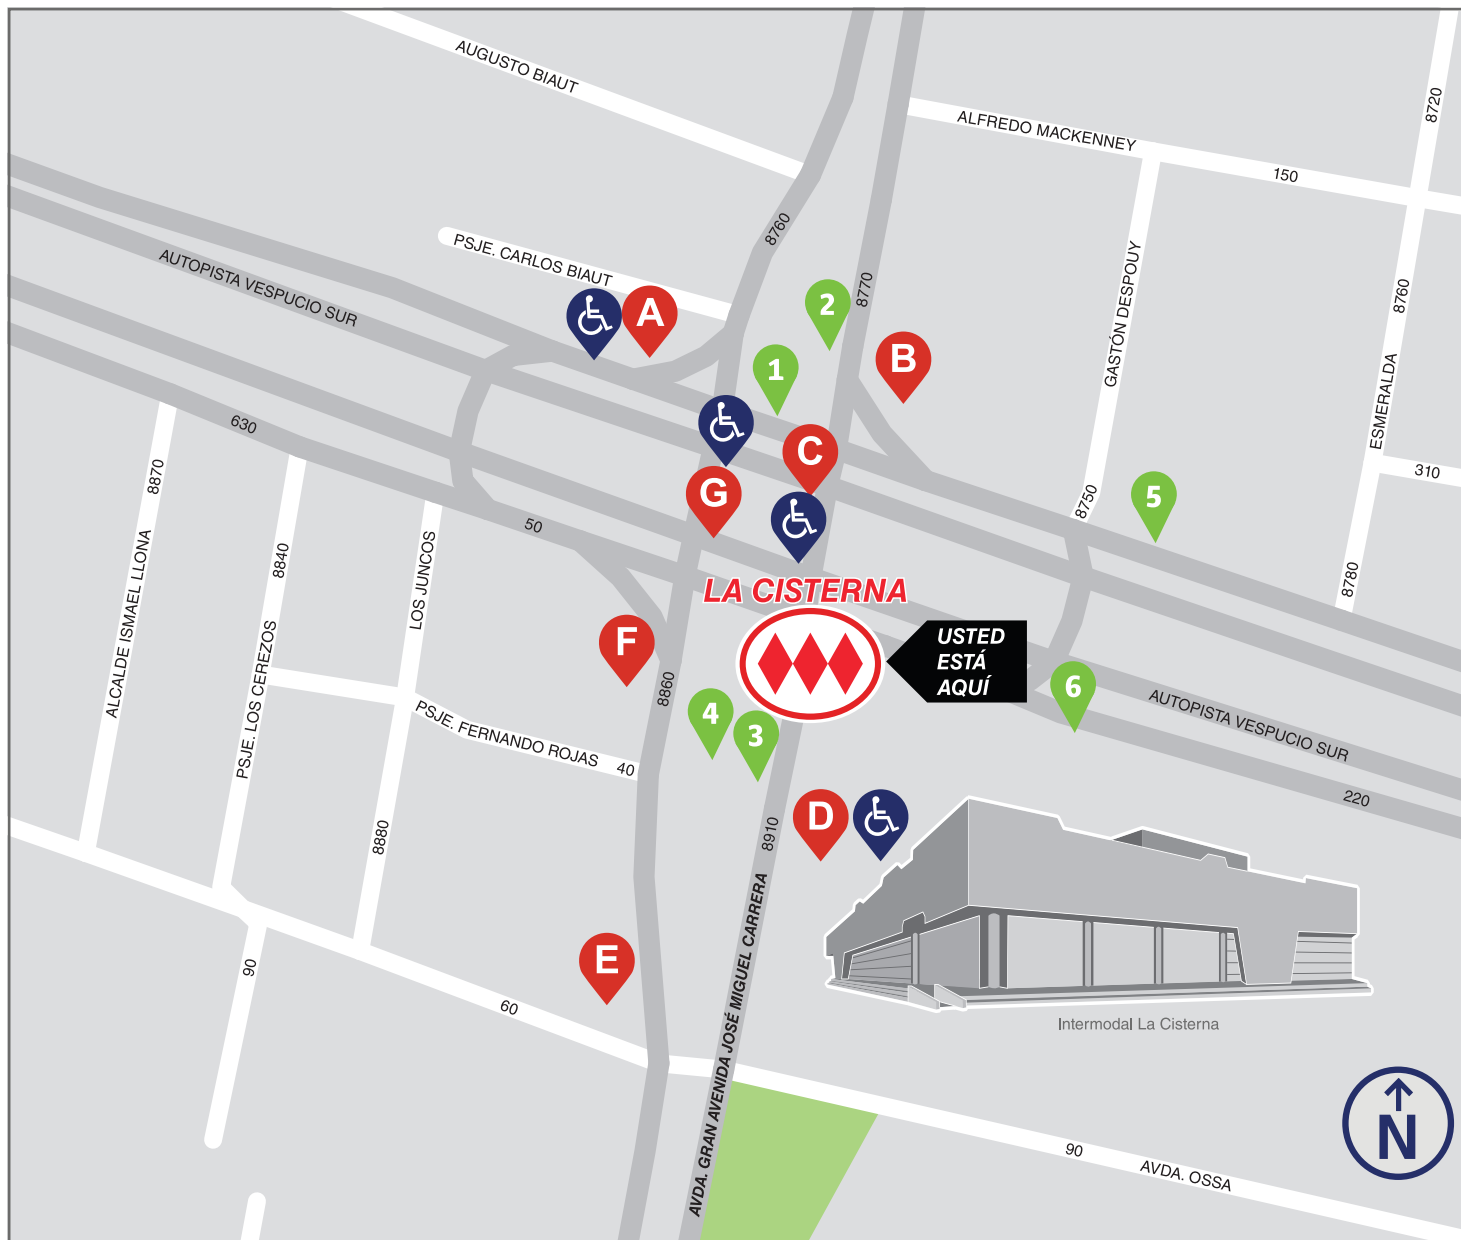 AUGUSTO BIAUT
8720
ALFREDO MACKENNEY
150
8760
PSJE. CARLOS BIAUT
AUTOPISTA VESPUCIO SUR
8770
GASTÓN DESPOUY
8760
A
2
B
1
ESMERALDA
630
C
310
8870
G
8750
5
50
8840
LOS JUNCOS
8780
ALCALDE ISMAEL LLONA
LA CISTERNA
F
USTED
ESTÁ
AQUÍ
PSJE. LOS CEREZOS
8860
6
4
3
AUTOPISTA VESPUCIO SUR
PSJE. FERNANDO ROJAS
40
220
8880
8910
D
AVDA. GRAN AVENIDA JOSÉ MIGUEL CARRERA
E
90
60
Intermodal La Cisterna
90
AVDA. OSSA
N